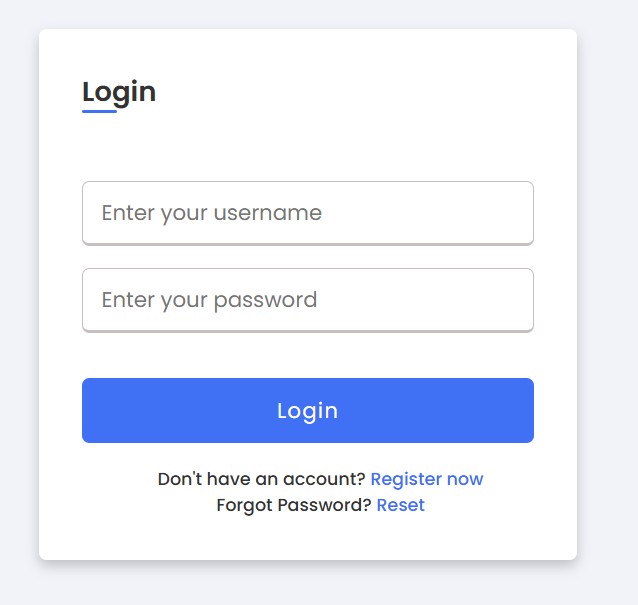 Login
Enter your username
Enter your password
Login
Don't have an account? Register now
Forgot Password? Reset